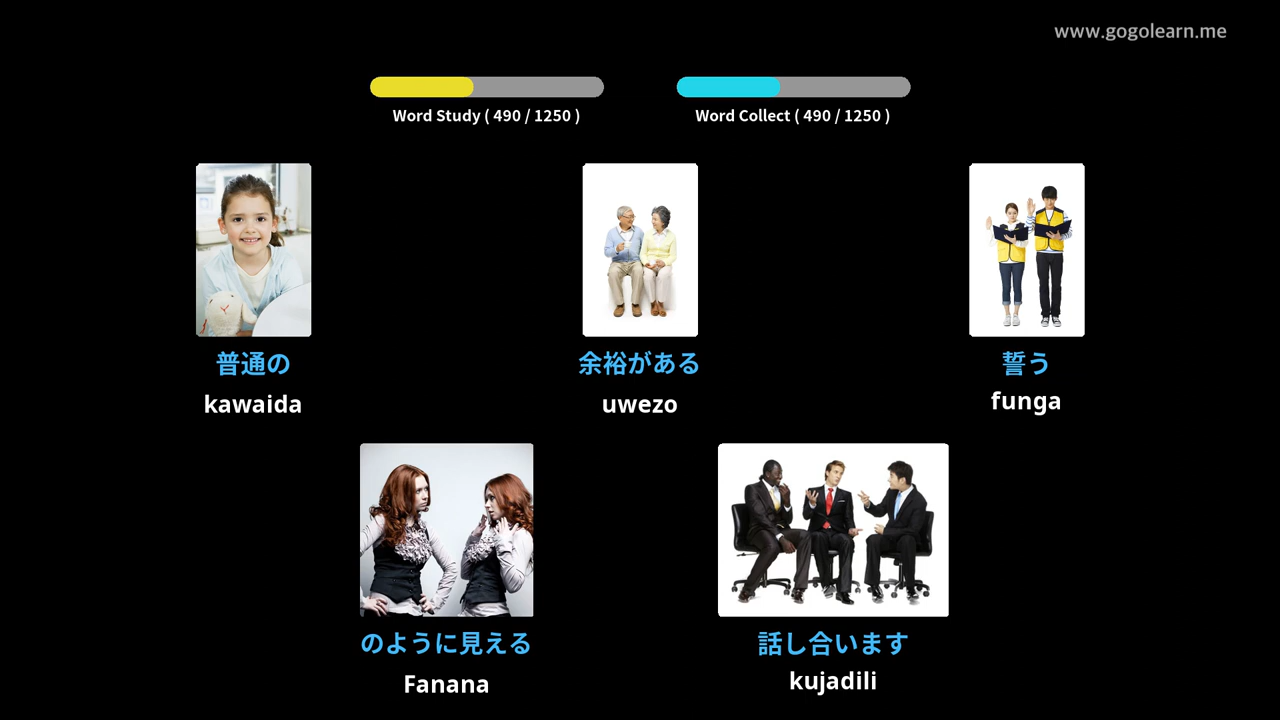 www.gogolearn.me
Word Study ( 490 / 1250 )
Word Collect ( 490 / 1250 )
普通の
kawaida
余裕がある
uwezo
誓う
funga
のように見える
Fanana
話し合います
kujadili